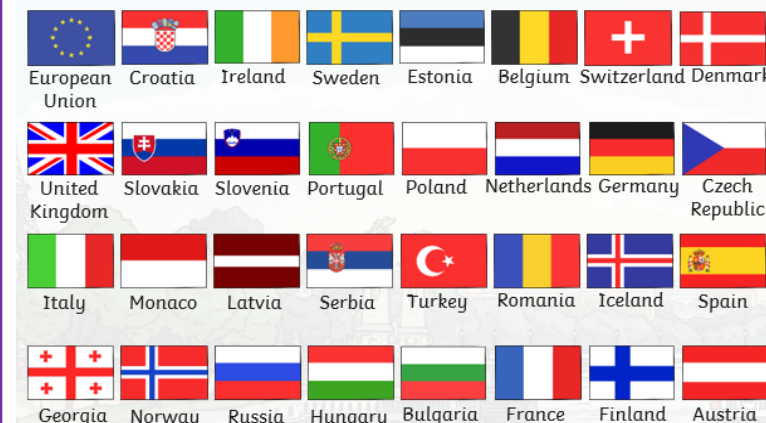 European Union Croatia Ireland Sweden Estonia Belgium Switzerland Denmark
United Kingdom Slovakia Slovenia Portugal Poland Netherlands Germany Czech Republic
Italy Monaco Latvia Serbia Turkey Romania Iceland Spain
Georgia Norway Russia Hungary Bulgaria France Finland Austria